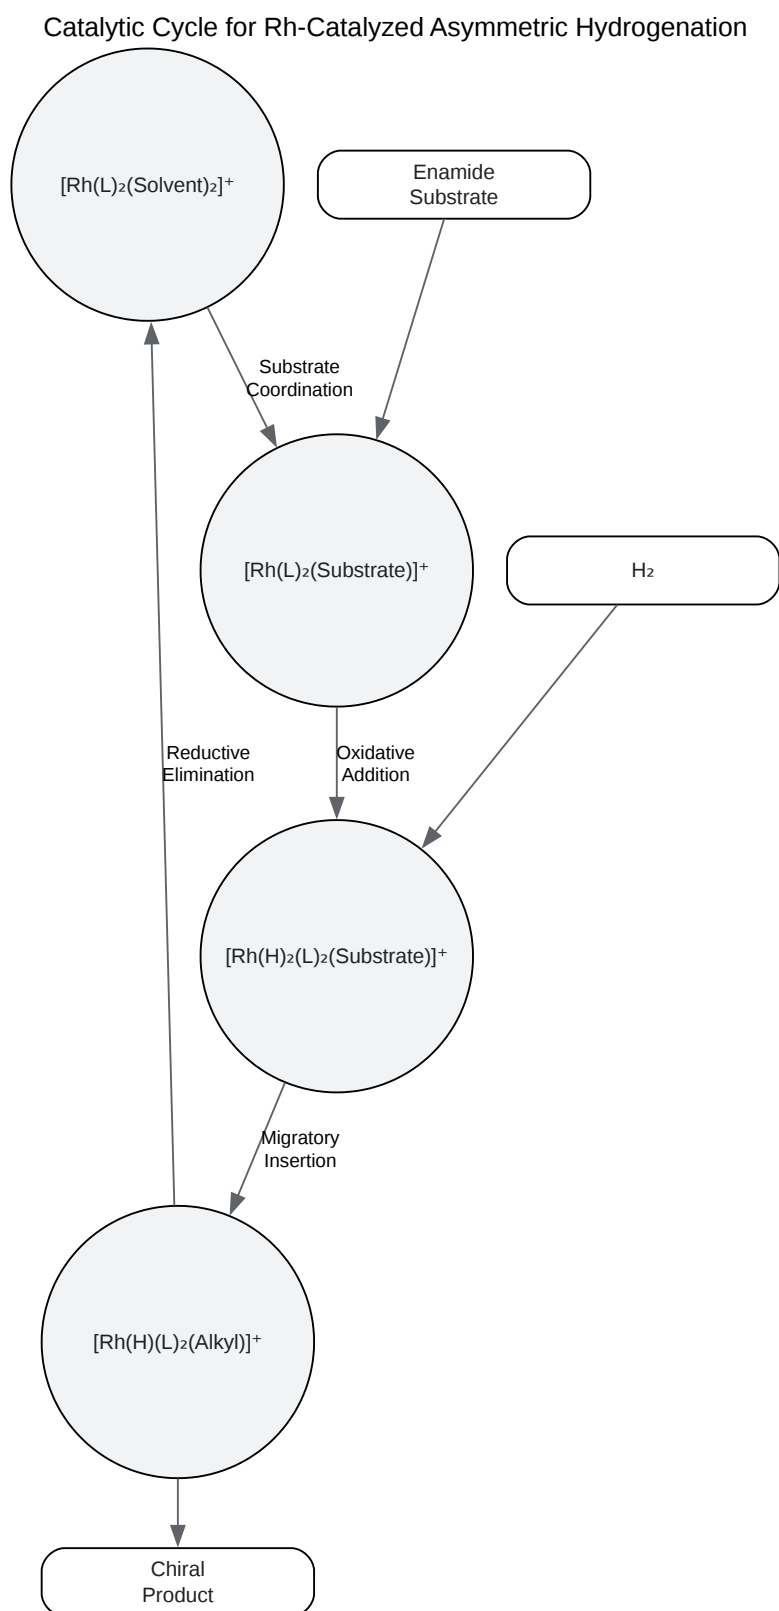 Catalytic Cycle for Rh-Catalyzed Asymmetric Hydrogenation
[Rh(L)₂(Solvent)₂]⁺
Enamide
Substrate
Substrate
Coordination
[Rh(L)₂(Substrate)]⁺
H₂
Reductive
Elimination
Oxidative
Addition
[Rh(H)₂(L)₂(Substrate)]⁺
Migratory
Insertion
[Rh(H)(L)₂(Alkyl)]⁺
Chiral
Product